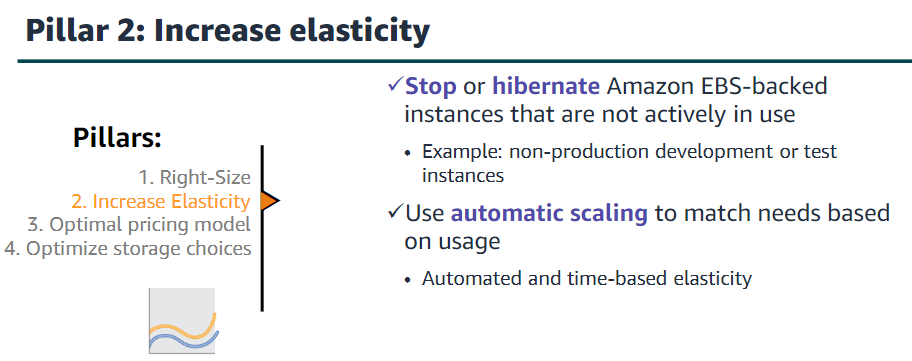 Pillar 2: Increase elasticity
Pillars:
1. Right-Size
2. Increase Elasticity
3. Optimal pricing model
4. Optimize storage choices
✓Stop or hibernate Amazon EBS-backed
instances that are not actively in use
• Example: non-production development or test
instances
✓Use automatic scaling to match needs based
on usage
• Automated and time-based elasticity